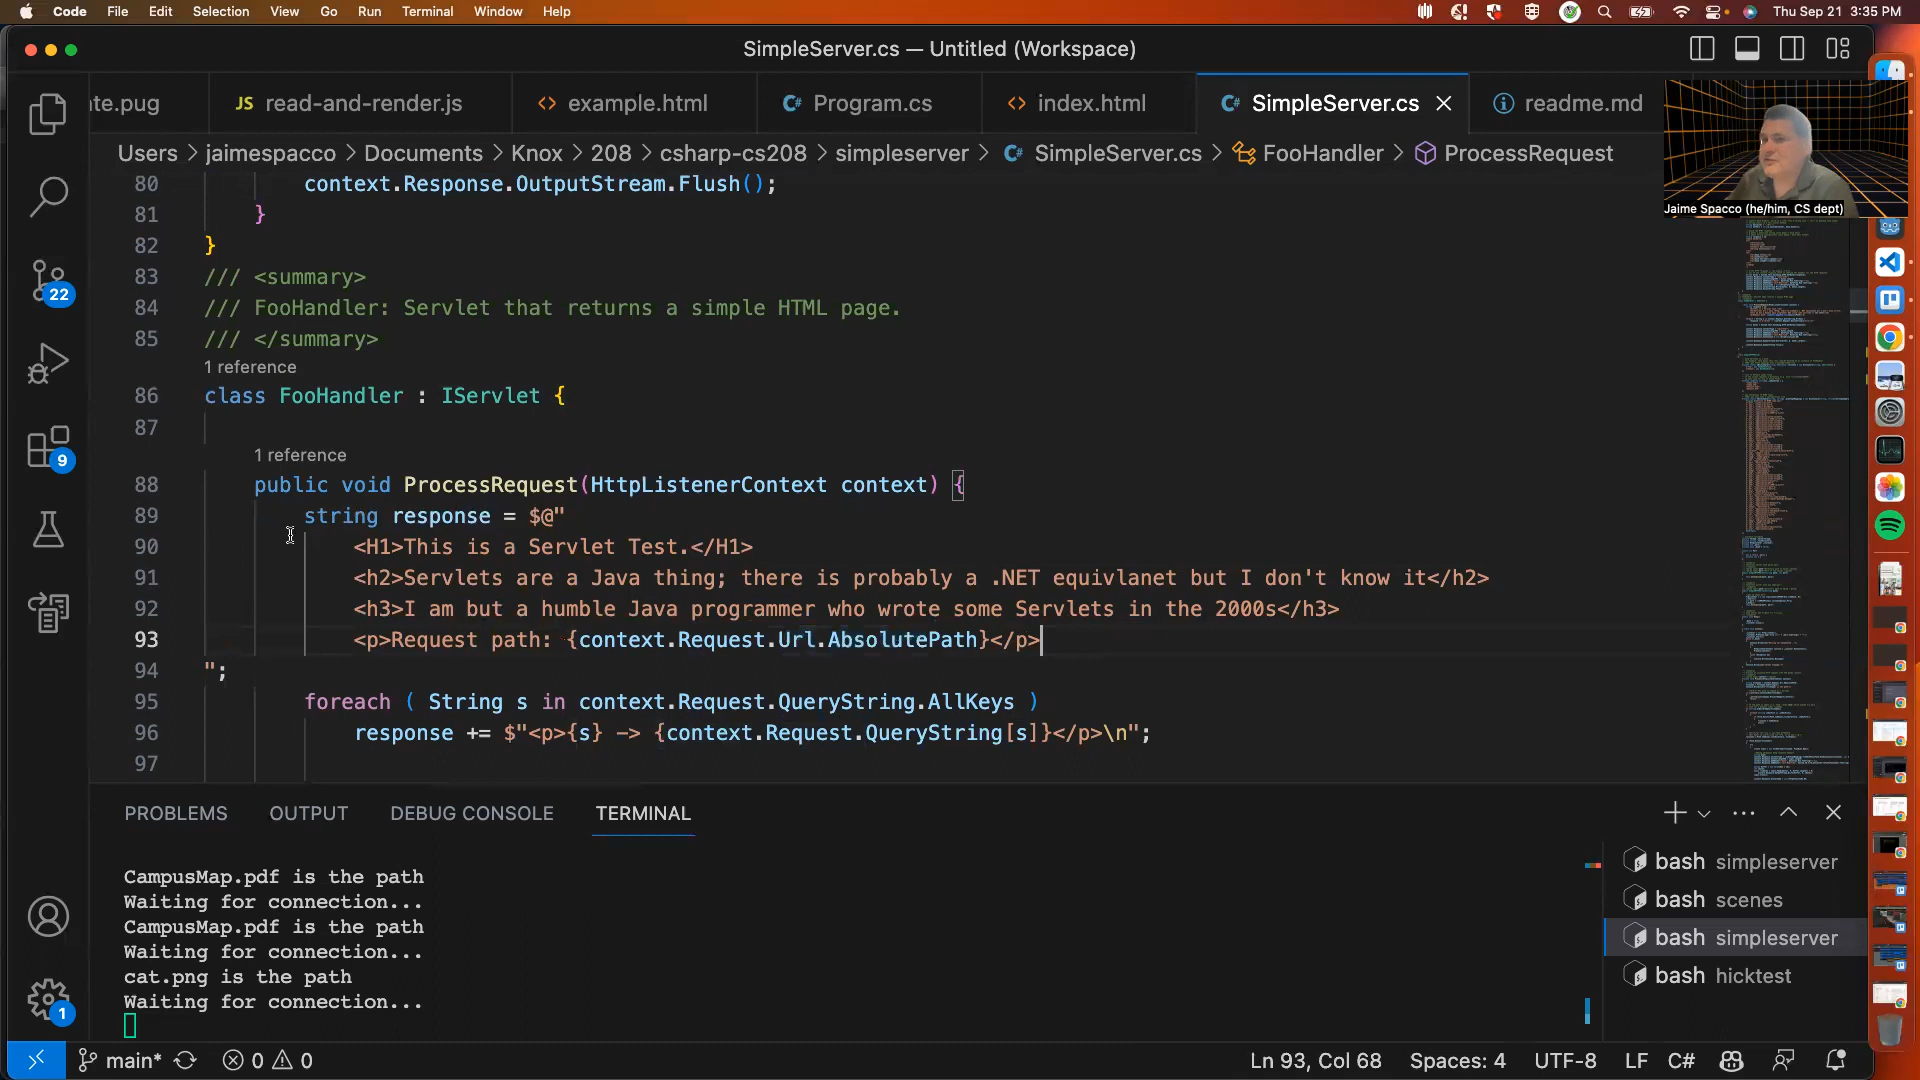 Code File Edit Selection View Go Run Terminal Window Help Thu Sep 21 3:35 PM
SimpleServer.cs — Untitled (Workspace)
te.pug JS read-and-render.js <> example.html C# Program.cs <> index.html C# SimpleServer.cs readme.md
Users > jaimespacco > Documents > Knox > 208 > csharp-cs208 > simpleserver > C# SimpleServer.cs > FooHandler > ProcessRequest
Jaime Spacco (he/him, CS dept)
80 context.Response.OutputStream.Flush();
81 }
82 }
83 /// <summary>
84 /// FooHandler: Servlet that returns a simple HTML page.
85 /// </summary>
1 reference
86 class FooHandler : IServlet {
87
1 reference
88 public void ProcessRequest(HttpListenerContext context) {
89 string response = $@"
90 <H1>This is a Servlet Test.</H1>
91 <h2>Servlets are a Java thing; there is probably a .NET equivlanet but I don't know it</h2>
92 <h3>I am but a humble Java programmer who wrote some Servlets in the 2000s</h3>
93 <p>Request path: {context.Request.Url.AbsolutePath}</p>
94 ";
95 foreach ( String s in context.Request.QueryString.AllKeys )
96 response += $"<p>{s} -> {context.Request.QueryString[s]}</p>\n";
97
22
9
1
PROBLEMS OUTPUT DEBUG CONSOLE TERMINAL
CampusMap.pdf is the path
Waiting for connection...
CampusMap.pdf is the path
Waiting for connection...
cat.png is the path
Waiting for connection...
bash simpleserver
bash scenes
bash simpleserver
bash hicktest
main* 0 0 Ln 93, Col 68 Spaces: 4 UTF-8 LF C#